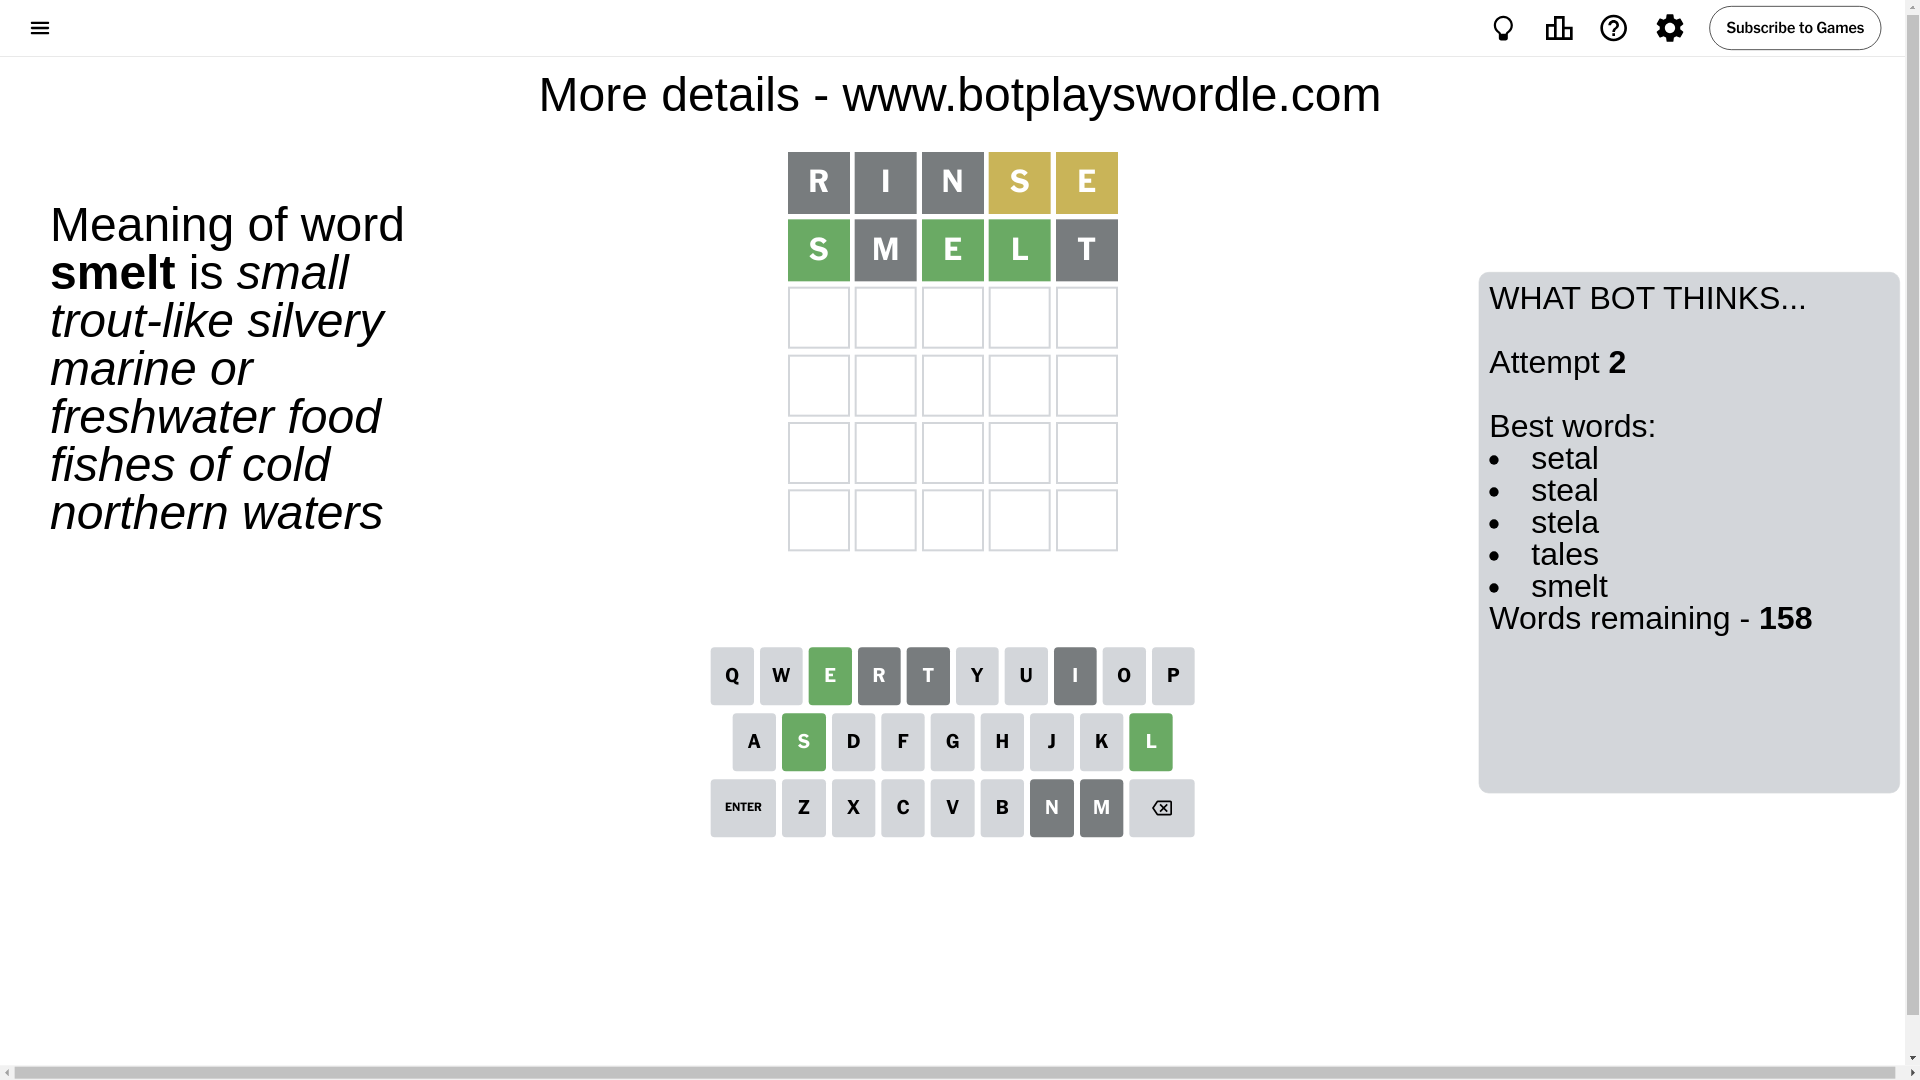 Subscribe to Games
More details - www.botplayswordle.com
Meaning of word
smelt is small
trout-like silvery
marine or
freshwater food
fishes of cold
northern waters
R I N S E
S M E L T
WHAT BOT THINKS...
Attempt 2
Best words:
• setal
• steal
• stela
• tales
• smelt
Words remaining - 158
Q W E R T Y U I O P
A S D F G H J K L
ENTER Z X C V B N M